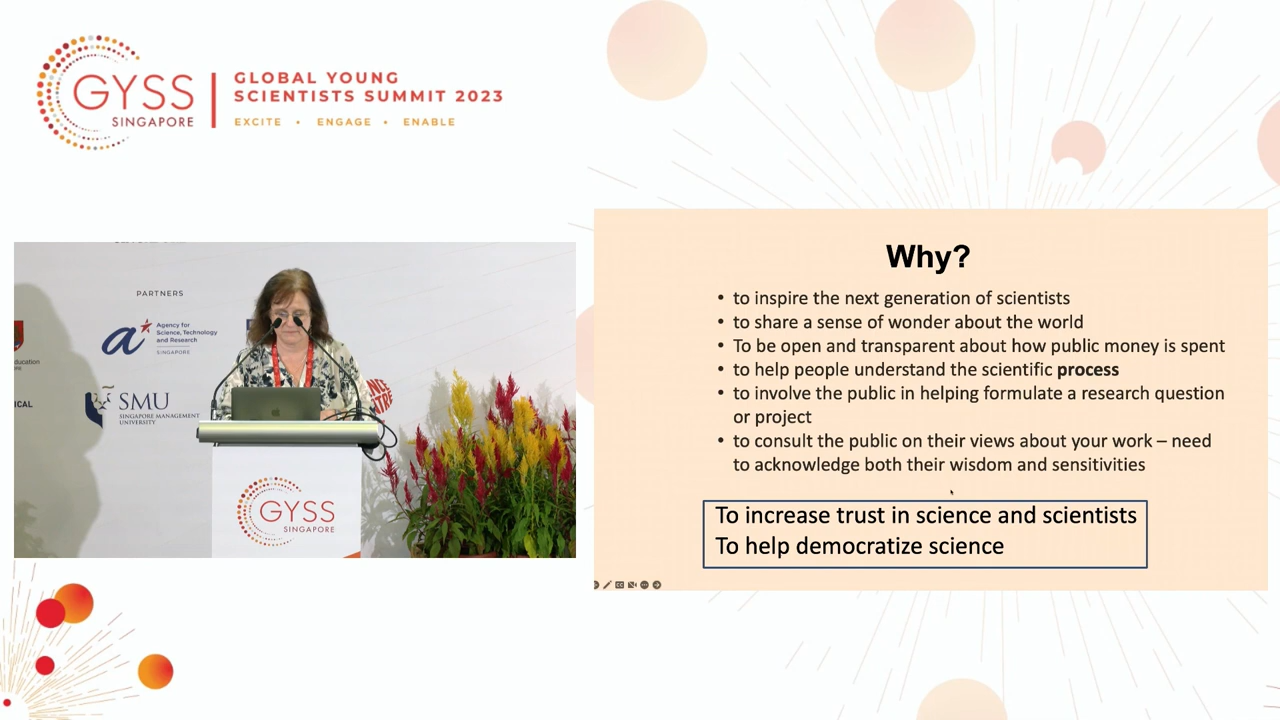 GYSS
SINGAPORE
GLOBAL YOUNG
SCIENTISTS SUMMIT 2023
EXCITE • ENGAGE • ENABLE
PARTNERS
Agency for
Science, Technology
and Research
SINGAPORE
SMU
SINGAPORE MANAGEMENT
UNIVERSITY
GYSS
SINGAPORE
Why?
• to inspire the next generation of scientists
• to share a sense of wonder about the world
• To be open and transparent about how public money is spent
• to help people understand the scientific process
• to involve the public in helping formulate a research question
or project
• to consult the public on their views about your work – need
to acknowledge both their wisdom and sensitivities
To increase trust in science and scientists
To help democratize science